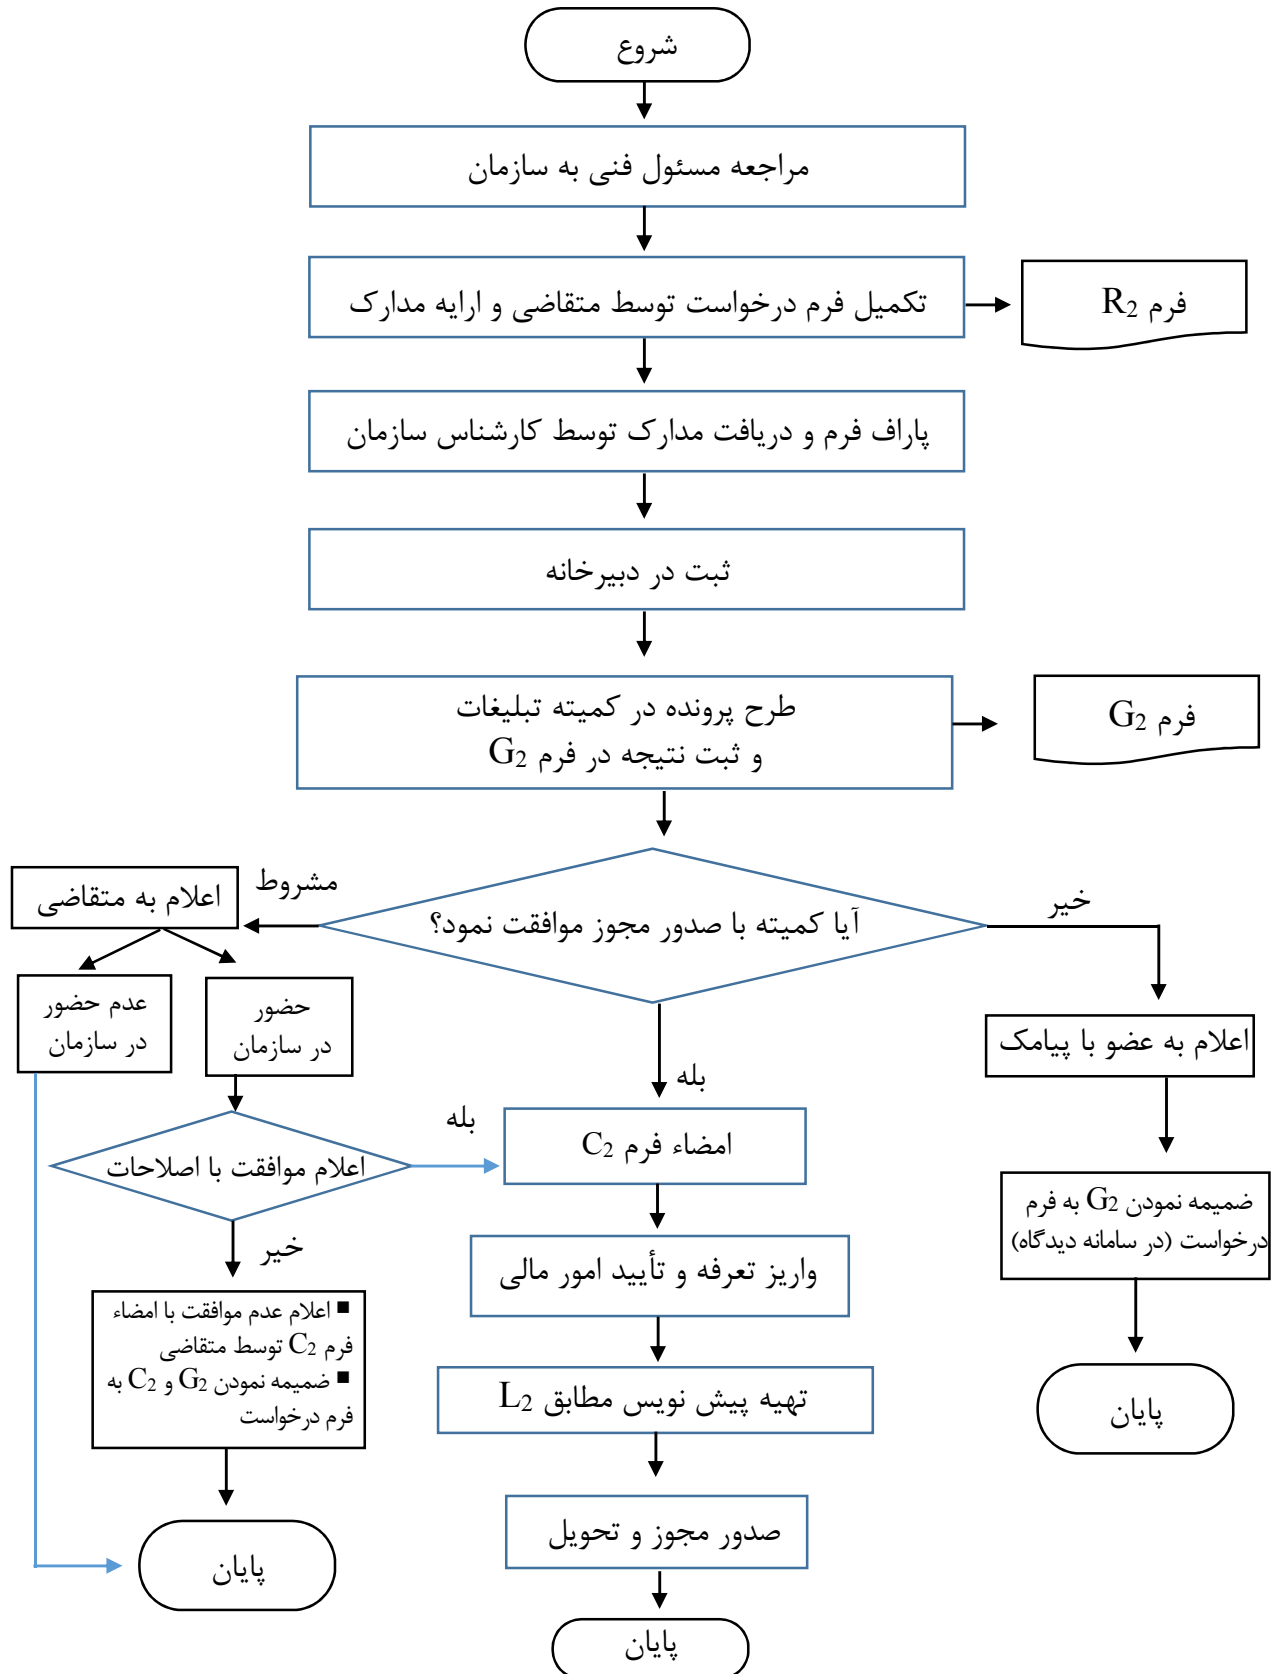 شروع
مراجعه مسئول فنی به سازمان
تکمیل فرم درخواست توسط متقاضی و ارایه مدارک
فرم R2
پاراف فرم و دریافت مدارک توسط کارشناس سازمان
ثبت در دبیرخانه
طرح پرونده در کمیته تبلیغات
و ثبت نتیجه در فرم G2
فرم G2
آیا کمیته با صدور مجوز موافقت نمود؟
خیر
مشروط
بله
اعلام به متقاضی
حضور
در سازمان
عدم حضور
در سازمان
اعلام به عضو با پیامک
اعلام موافقت با اصلاحات
بله
خیر
امضاء فرم C2
ضمیمه نمودن G2 به فرم
درخواست (در سامانه دیدگاه)
واریز تعرفه و تأیید امور مالی
▪ اعلام عدم موافقت با امضاء
فرم C2 توسط متقاضی
▪ ضمیمه نمودن G2 و C2 به
فرم درخواست
تهیه پیش نویس مطابق L2
پایان
صدور مجوز و تحویل
پایان
پایان